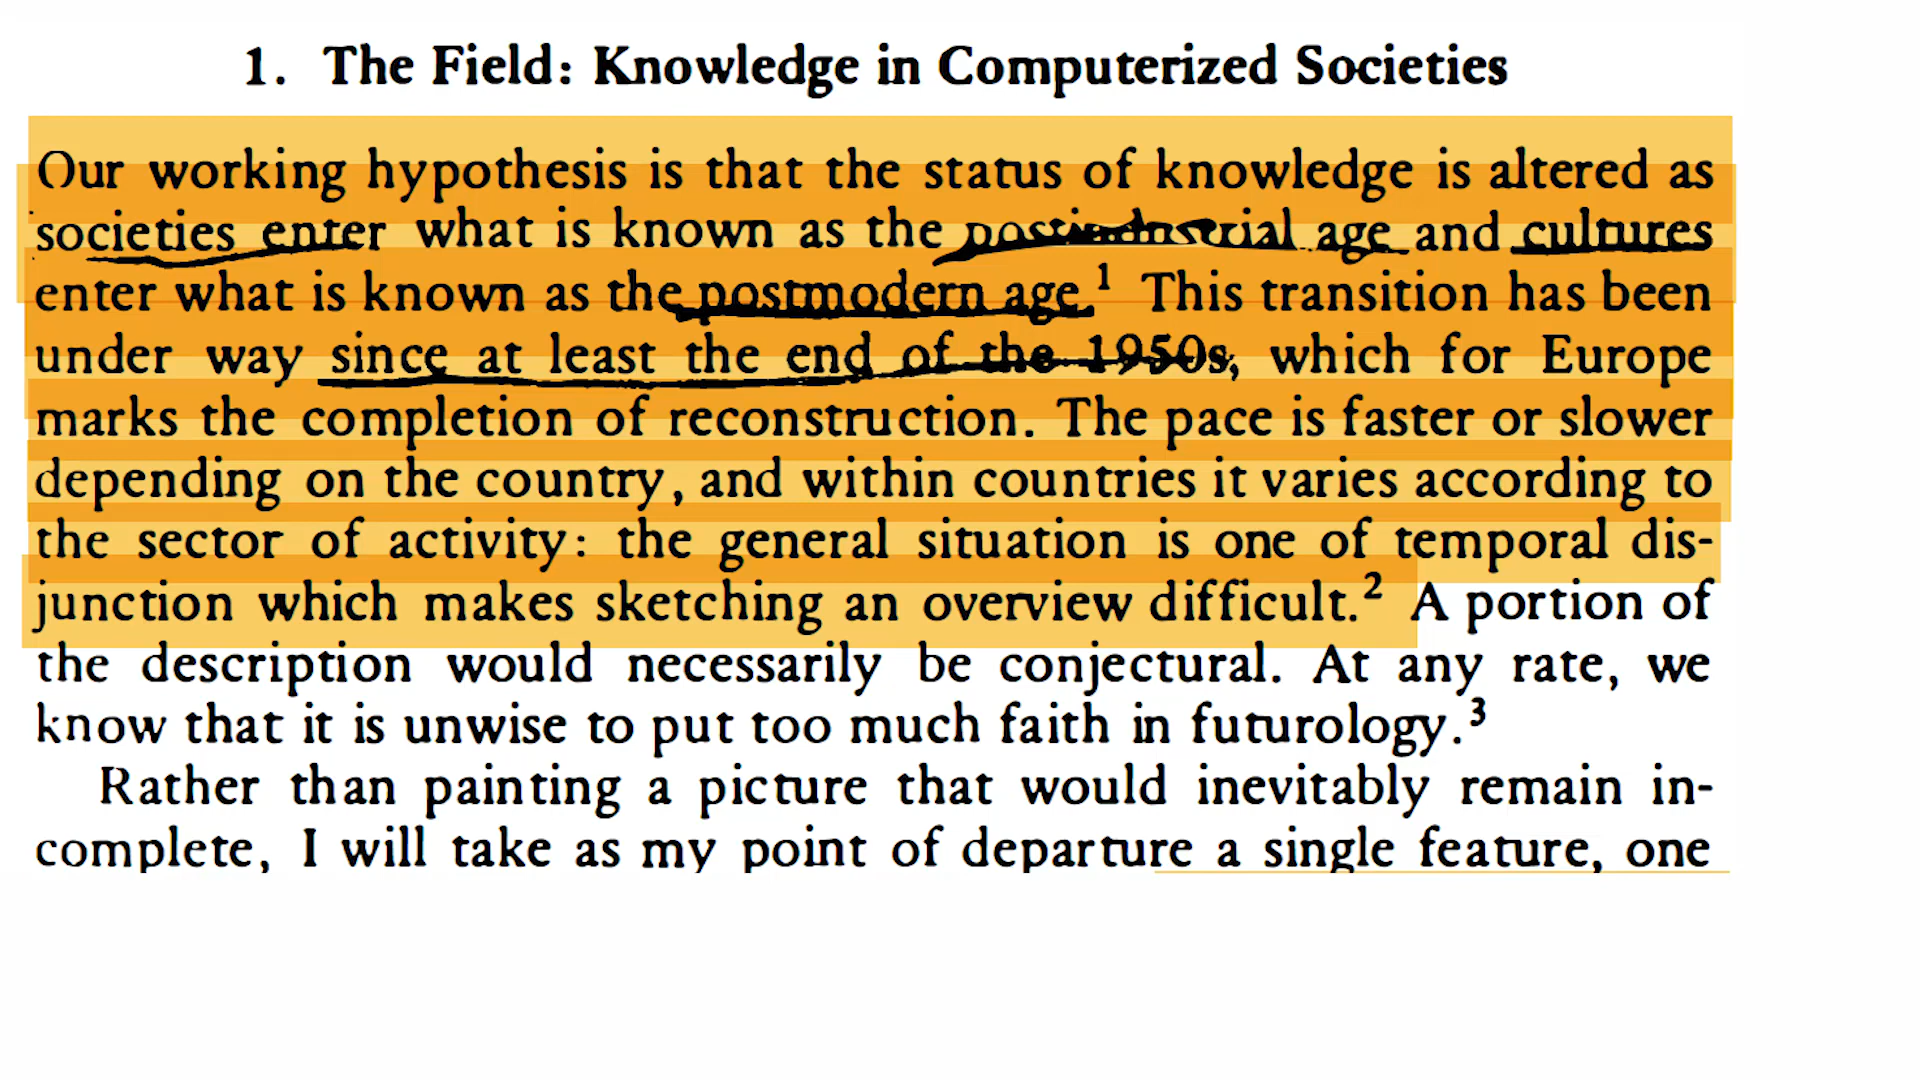 1. The Field: Knowledge in Computerized Societies
Our working hypothesis is that the status of knowledge is altered as
societies enter what is known as the postindustrial age and cultures
enter what is known as the postmodern age.¹ This transition has been
under way since at least the end of the 1950s, which for Europe
marks the completion of reconstruction. The pace is faster or slower
depending on the country, and within countries it varies according to
the sector of activity: the general situation is one of temporal dis-
junction which makes sketching an overview difficult.² A portion of
the description would necessarily be conjectural. At any rate, we
know that it is unwise to put too much faith in futurology.³
Rather than painting a picture that would inevitably remain in-
complete, I will take as my point of departure a single feature, one